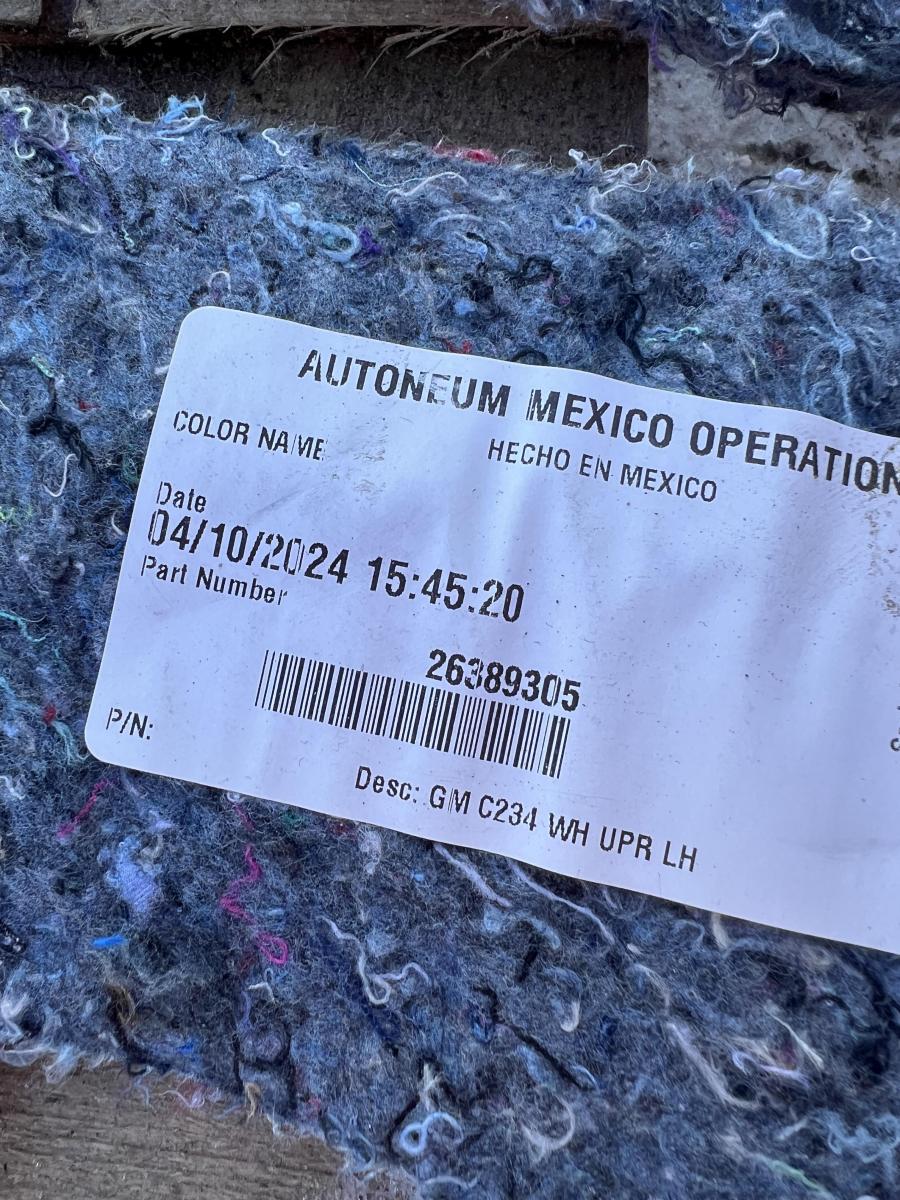 AUTONEUM MEXICO OPERATION
COLOR NAME
HECHO EN MEXICO
Date
04/10/2024 15:45:20
Part Number
26389305
P/N:
Desc: GM C234 WH UPR LH